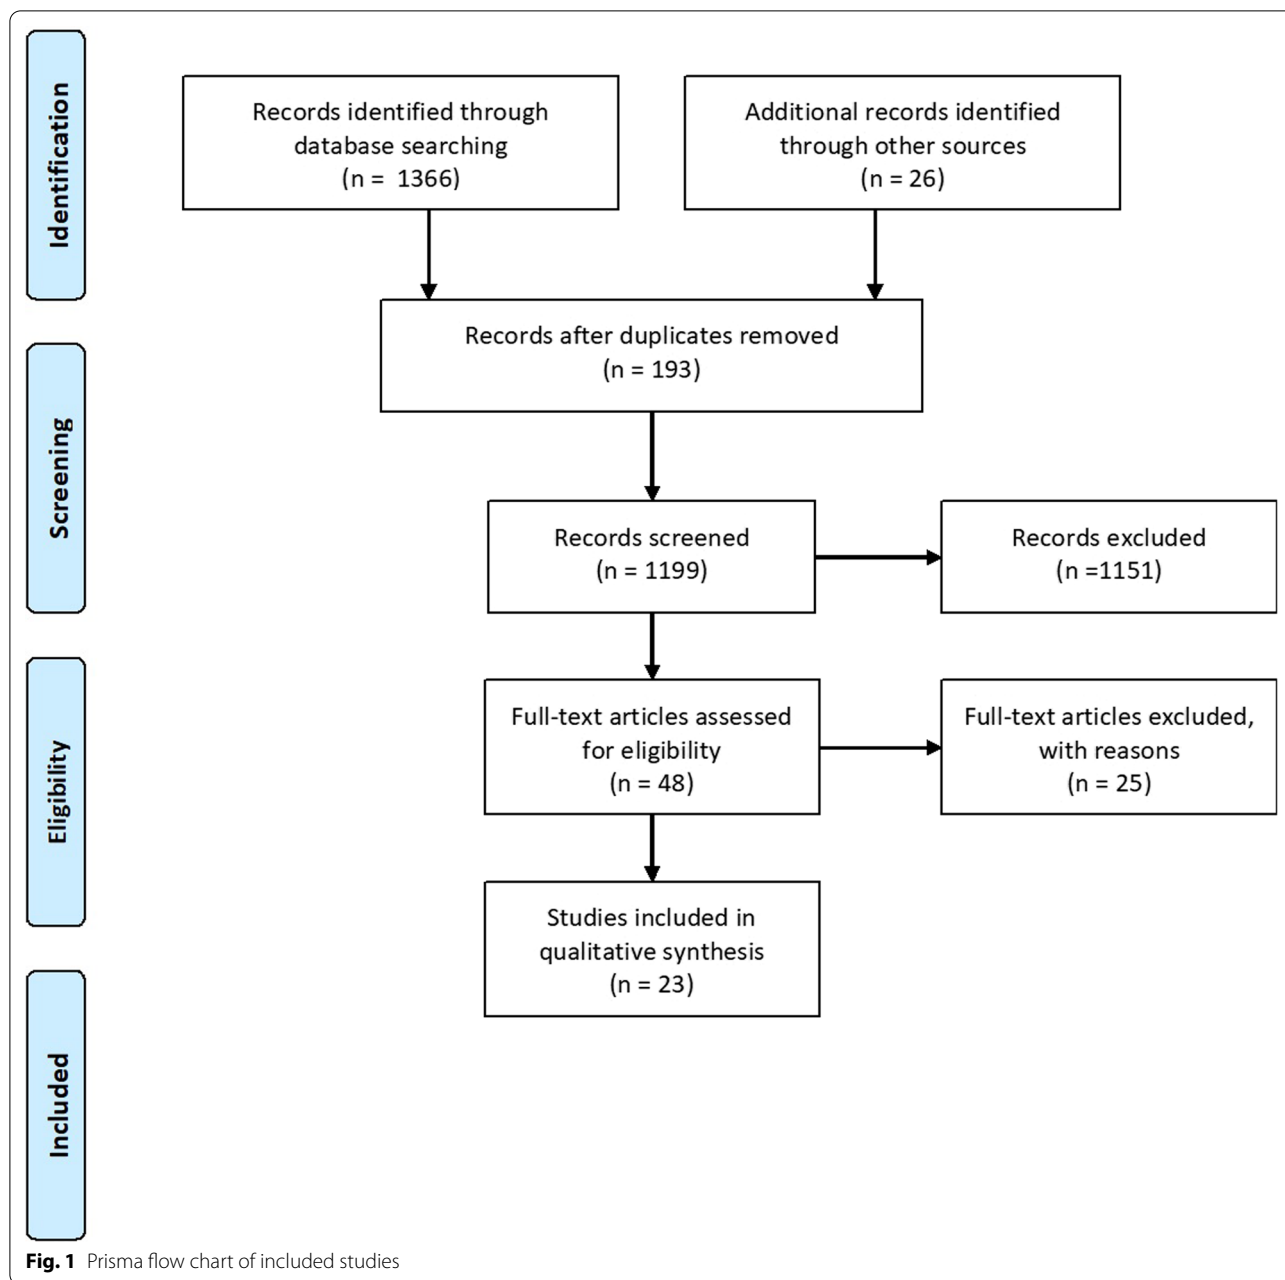 Identification
Records identified through
database searching
(n =  1366)
Additional records identified
through other sources
(n = 26)
Records after duplicates removed
(n = 193)
Screening
Records screened
(n = 1199)
Records excluded
(n =1151)
Eligibility
Full-text articles assessed
for eligibility
(n = 48)
Full-text articles excluded,
with reasons
(n = 25)
Studies included in
qualitative synthesis
(n = 23)
Included
Fig. 1 Prisma flow chart of included studies